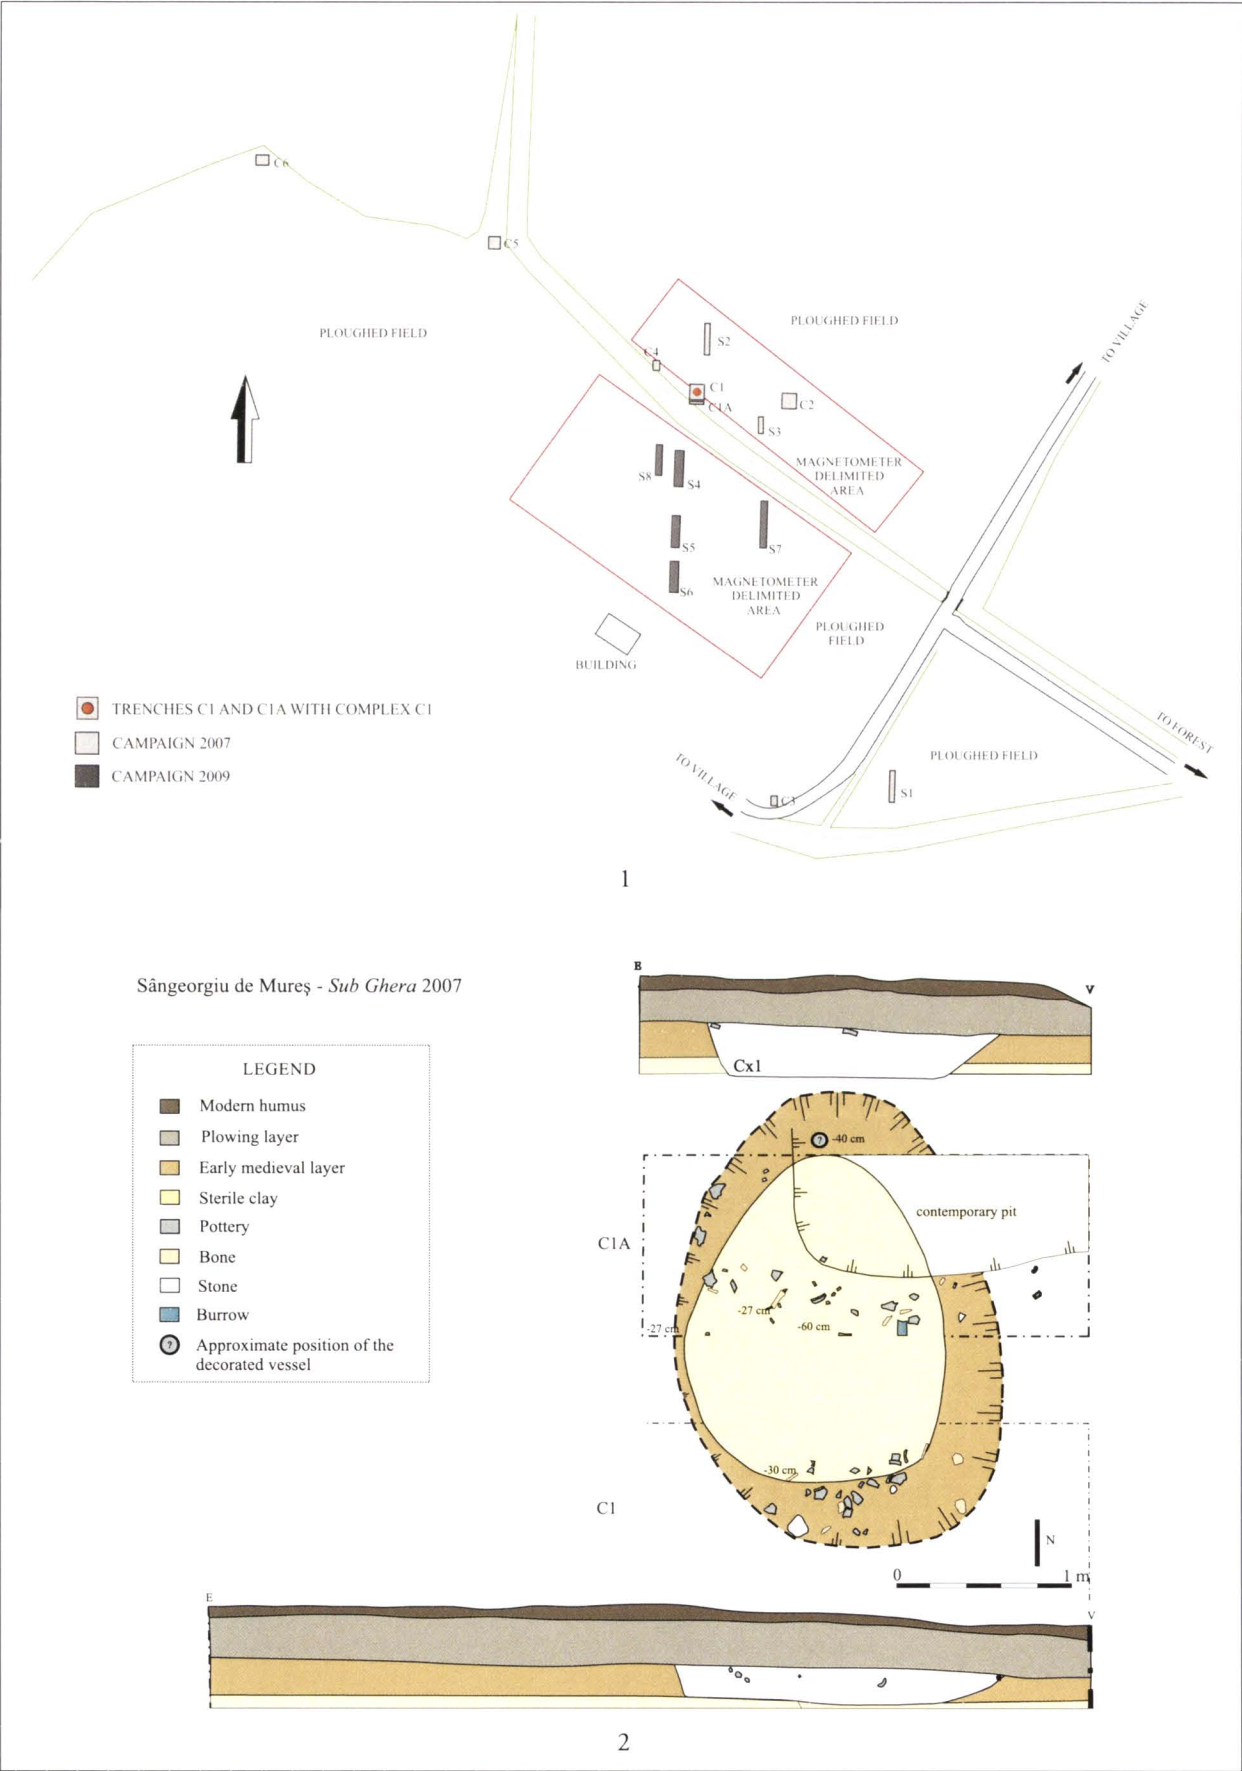 C6
C5
PLOUGHED FIELD
PLOUGHED FIELD
TO VILLAGE
S2
C4
C1
C1A
C2
S3
MAGNETOMETER
DELIMITED
AREA
S8
S4
S5
S7
S6
MAGNETOMETER
DELIMITED
AREA
PLOUGHED
FIELD
BUILDING
TRENCHES C1 AND C1A WITH COMPLEX C1
CAMPAIGN 2007
CAMPAIGN 2009
TO VILLAGE
C3
S1
PLOUGHED FIELD
TO FOREST
1
Sângeorgiu de Mureş - Sub Ghera 2007
LEGEND
Modern humus
Plowing layer
Early medieval layer
Sterile clay
Pottery
Bone
Stone
Burrow
? Approximate position of the
decorated vessel
E
V
Cx1
? -40 cm
contemporary pit
C1A
-27 cm
-27 cm
-60 cm
-30 cm
C1
N
0 1 m
E
V
2